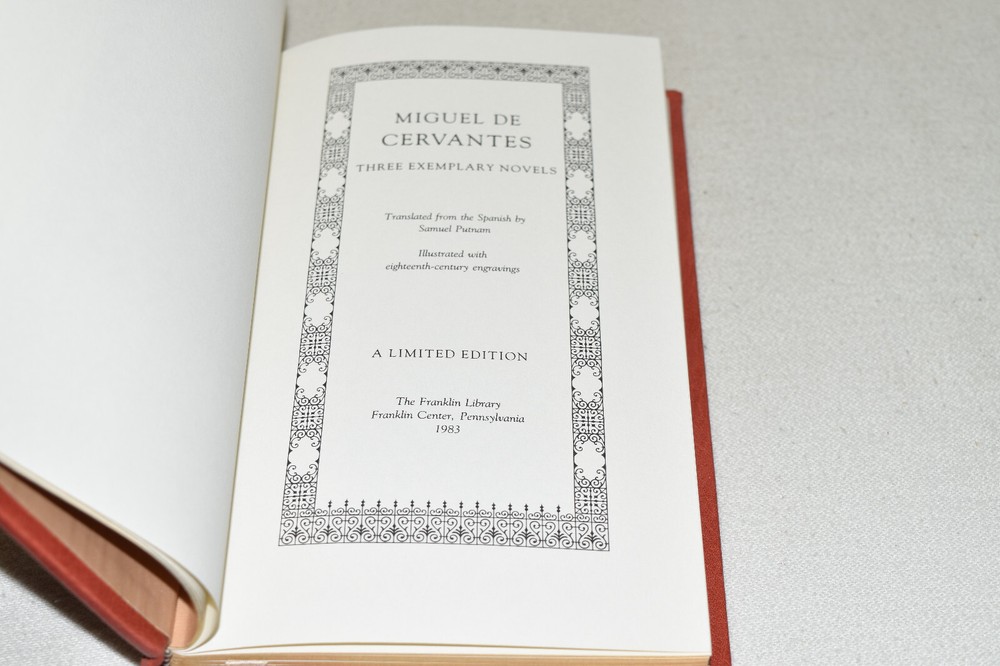 MIGUEL DE
CERVANTES
THREE EXEMPLARY NOVELS
Translated from the Spanish by
Samuel Putnam
Illustrated with
eighteenth-century engravings
A LIMITED EDITION
The Franklin Library
Franklin Center, Pennsylvania
1983